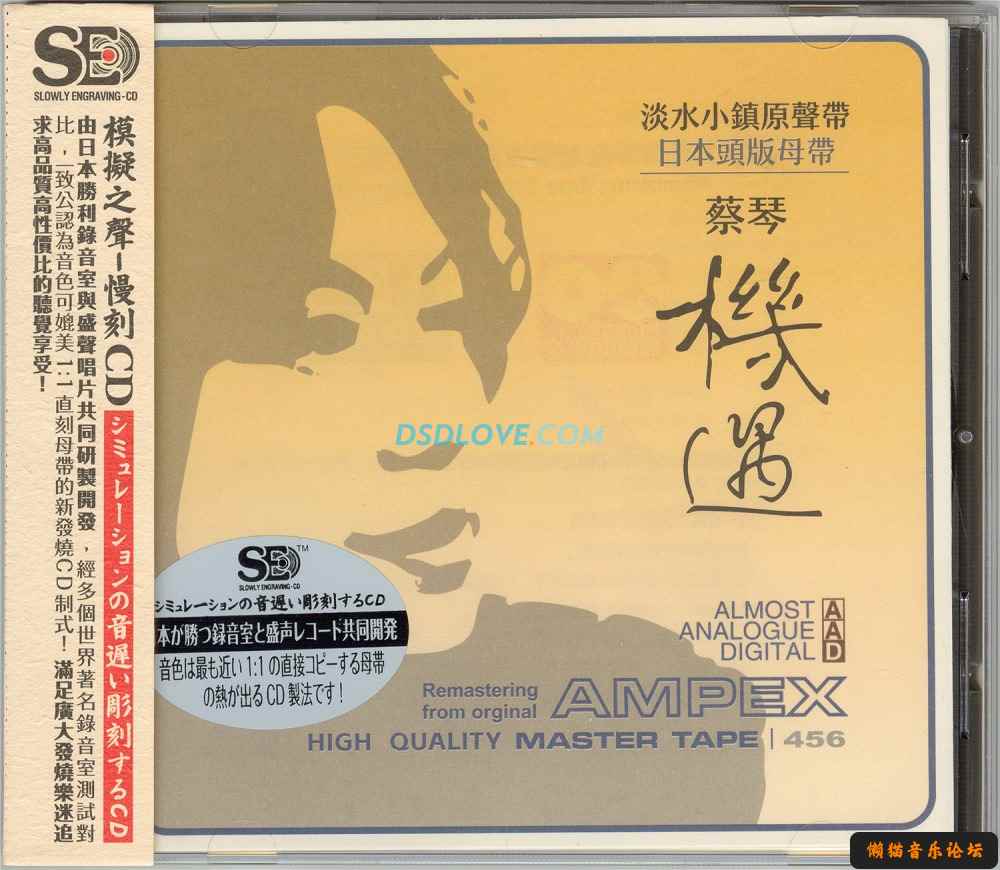 SE
SLOWLY ENGRAVING-CD
模擬之聲-慢刻CD
シミュレーションの音遅い彫刻するCD
由日本勝利錄音室與盛聲唱片共同研製開發，經多個世界著名錄音室測試對
比，一致公認為音色可媲美1:1直刻母帶的新發燒CD制式！滿足廣大發燒樂迷追
求高品質高性價比的聽覺享受！
淡水小鎮原聲帶
日本頭版母帶
蔡琴
機遇
DSDLOVE.COM
SE™
SLOWLY ENGRAVING-CD
シミュレーションの音遅い彫刻するCD
本が勝つ録音室と盛声レコード共同開発
音色は最も近い1:1の直接コピーする母帯
の熱が出るCD製法です！
ALMOST A
ANALOGUE A
DIGITAL D
Remastering
from orginal
AMPEX
HIGH QUALITY MASTER TAPE | 456
懒猫音乐论坛